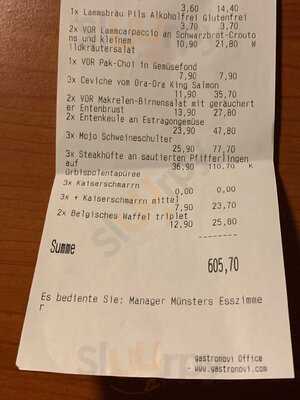 3,60 14,40
1x Lammsbräu Pils Alkoholfrei Glutenfrei
3,70 3,70
2x VOR Lammcarpaccio an Schwarzbrot-Crouto
ns und kleinem
ildkräutersalat
10,90 21,80 W
1x VOR Pak-Choi in Gemüsefond
7,90 7,90
3x Ceviche vom Ora-Ora King Salmon
11,90 35,70
2x VOR Makrelen-Birnensalat mit geräuchert
er Entenbrust
13,90 27,80
2x Entenkeule an Estragongemüse
23,90 47,80
3x Mojo Schweineschulter
25,90 77,70
3x Steakhüfte an sautierten Pfifferlingen
auf
36,90 110,70 K
ürbispolentapüree
3x Kaiserschmarrn
0,00 0,00
3x + Kaiserschmarrn mittel
7,90 23,70
2x Belgisches Waffel triplet
12,90 25,80
--------
Summe
605,70
Es bediente Sie: Manager Münsters Esszimme
r
gastronovi Office
- www.gastronovi.com